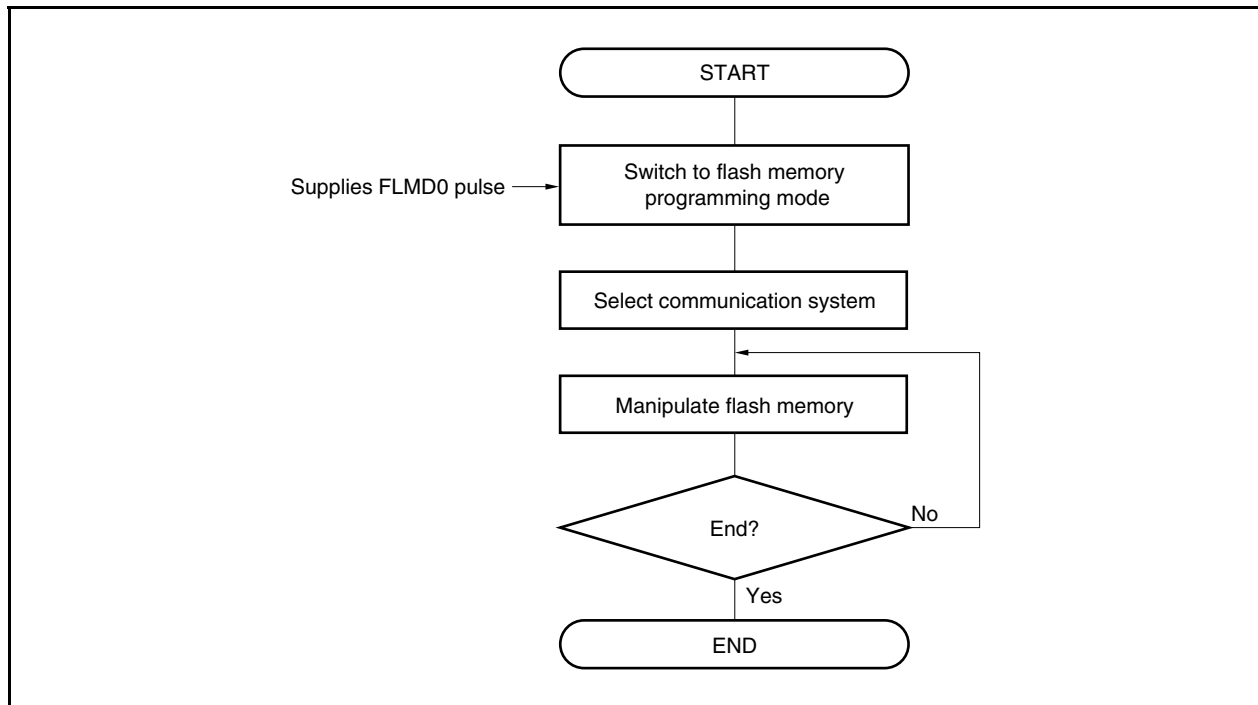 START
Supplies FLMD0 pulse
Switch to flash memory
programming mode
Select communication system
Manipulate flash memory
End?
No
Yes
END